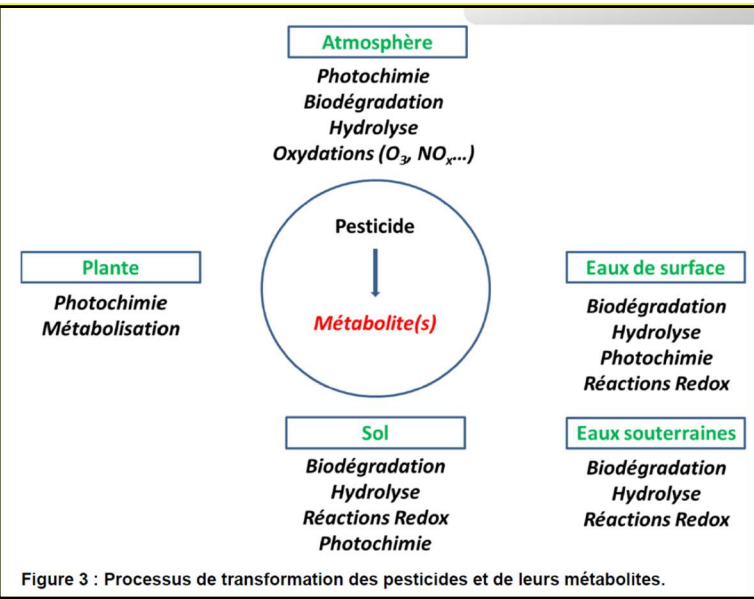 Atmosphère
Photochimie
Biodégradation
Hydrolyse
Oxydations (O₃, NOₓ...)
Pesticide
Métabolite(s)
Plante
Photochimie
Métabolisation
Eaux de surface
Biodégradation
Hydrolyse
Photochimie
Réactions Redox
Sol
Biodégradation
Hydrolyse
Réactions Redox
Photochimie
Eaux souterraines
Biodégradation
Hydrolyse
Réactions Redox
Figure 3 : Processus de transformation des pesticides et de leurs métabolites.